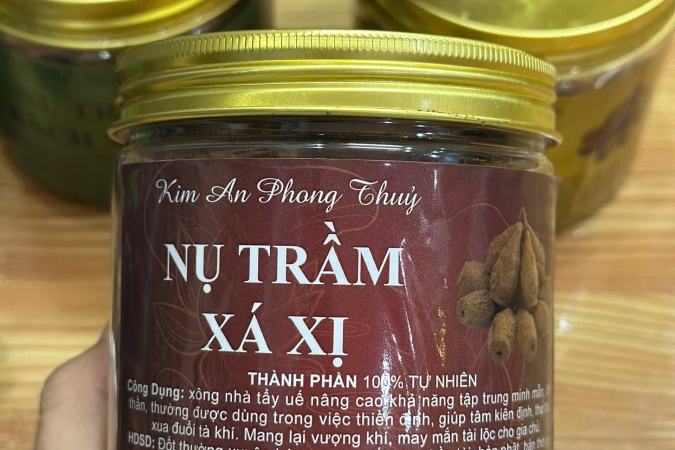 Kim An Phong Thuỷ
NỤ TRẦM
XÁ XỊ
THÀNH PHẦN 100% TỰ NHIÊN
Công Dụng: xông nhà tẩy uế nâng cao khả năng tập trung minh mẫn,
thần, thường được dùng trong việc thiền định, giúp tâm kiên định, thư
xua đuổi tà khí. Mang lại vượng khí, may mắn tài lộc cho gia chủ.
HDSD: Đốt thường